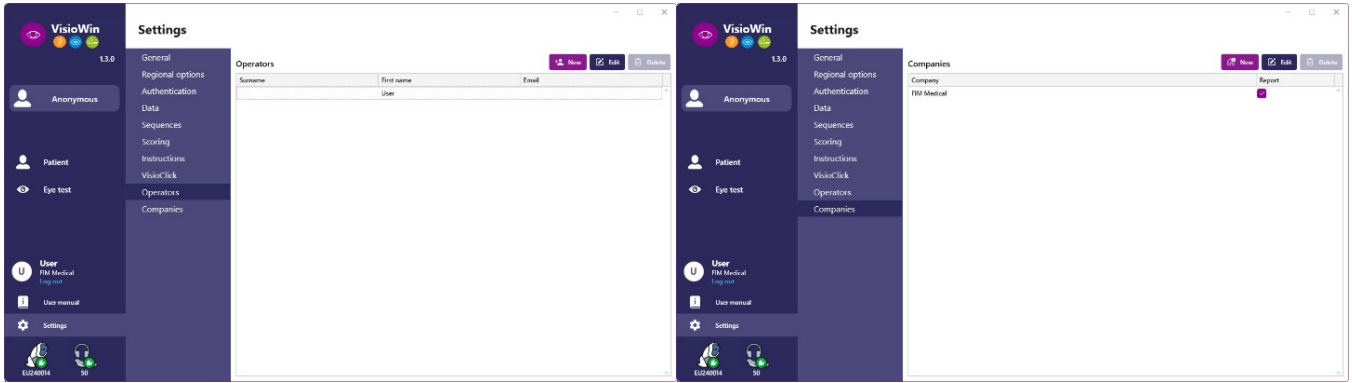 VisioWin
1.3.0
Anonymous
Patient
Eye test
U
User
FIM Medical
Log out
User manual
Settings
EU240014
50
Settings
General
Regional options
Authentication
Data
Sequences
Scoring
Instructions
VisioClick
Operators
Companies
Operators
New
Edit
Delete
Surname First name Email
User
VisioWin
1.3.0
Anonymous
Patient
Eye test
U
User
FIM Medical
Log out
User manual
Settings
EU240014
50
Settings
General
Regional options
Authentication
Data
Sequences
Scoring
Instructions
VisioClick
Operators
Companies
Companies
New
Edit
Delete
Company Report
FIM Medical